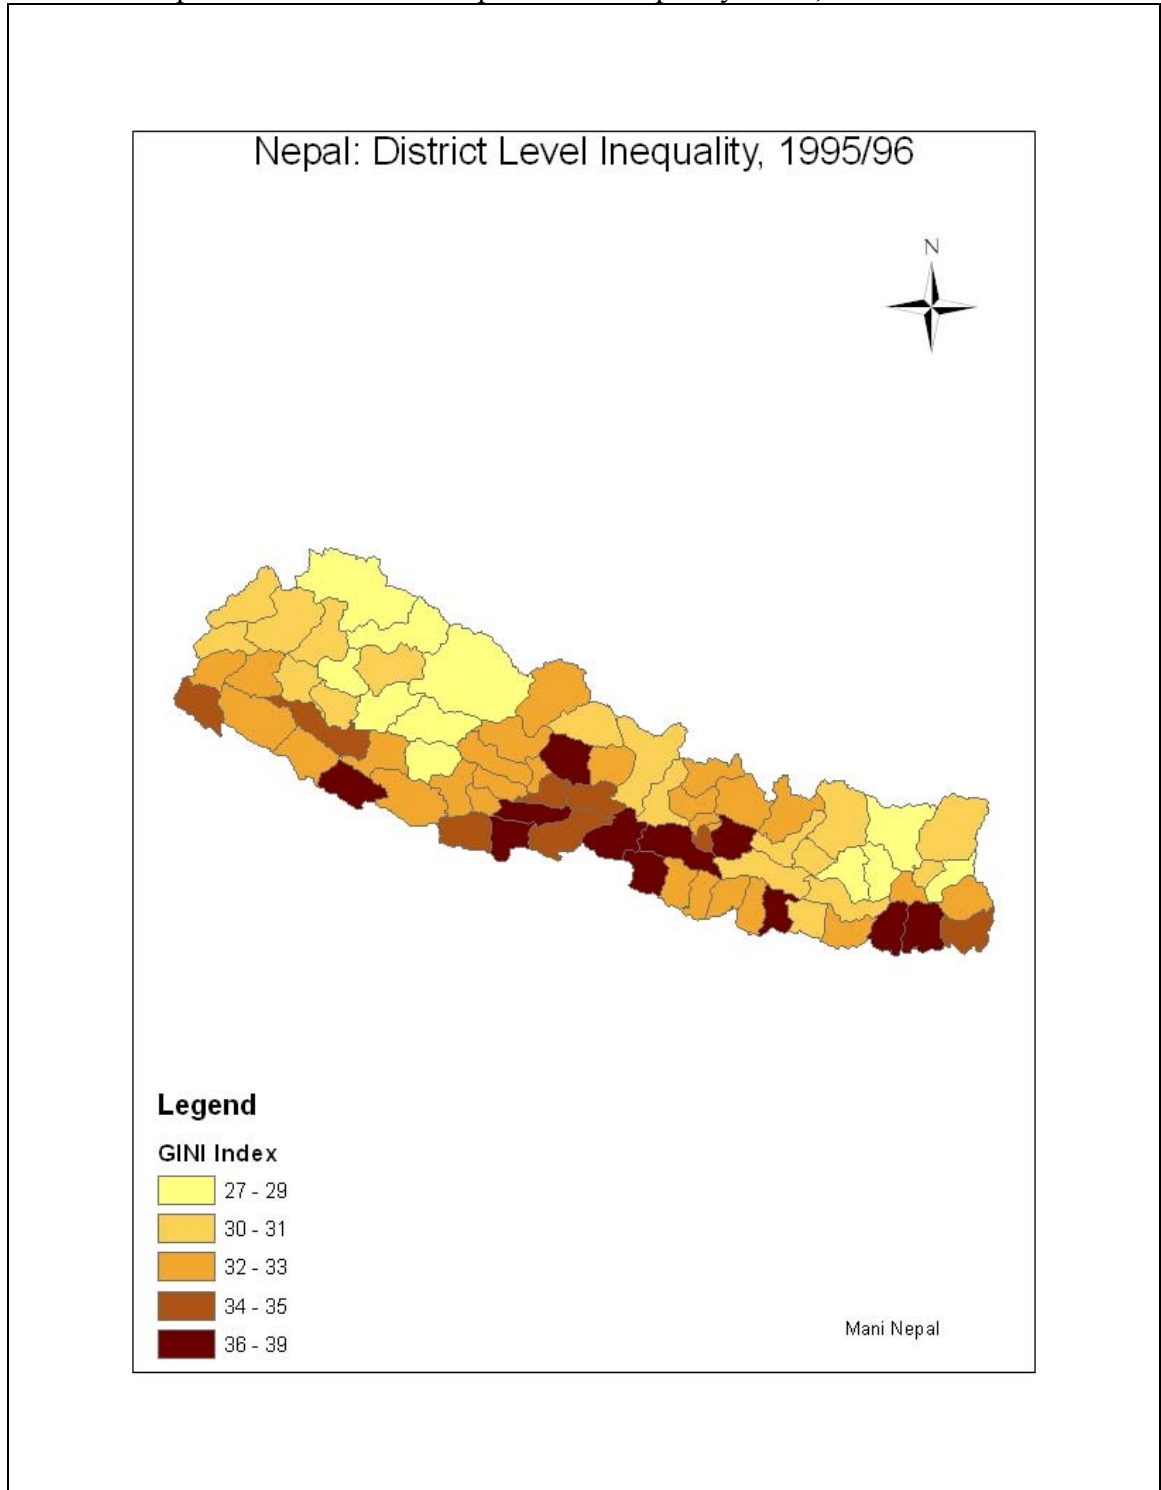 Nepal: District Level Inequality, 1995/96
N
Legend
GINI Index
27 - 29
30 - 31
32 - 33
34 - 35
36 - 39
Mani Nepal